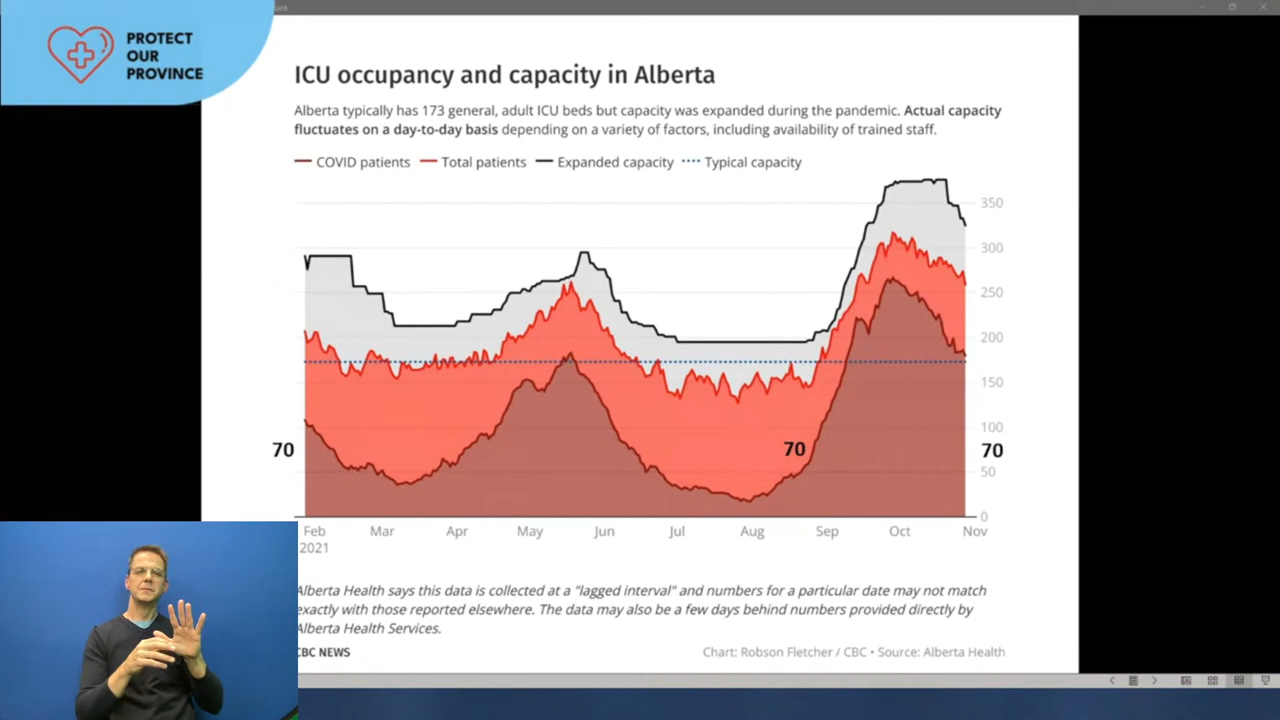 PROTECT
OUR
PROVINCE
ICU occupancy and capacity in Alberta
Alberta typically has 173 general, adult ICU beds but capacity was expanded during the pandemic. Actual capacity
fluctuates on a day-to-day basis depending on a variety of factors, including availability of trained staff.
COVID patients Total patients Expanded capacity Typical capacity
350
300
250
200
150
100
70 70 70
50
0
Feb Mar Apr May Jun Jul Aug Sep Oct Nov
2021
Alberta Health says this data is collected at a "lagged interval" and numbers for a particular date may not match
exactly with those reported elsewhere. The data may also be a few days behind numbers provided directly by
Alberta Health Services.
CBC NEWS Chart: Robson Fletcher / CBC • Source: Alberta Health